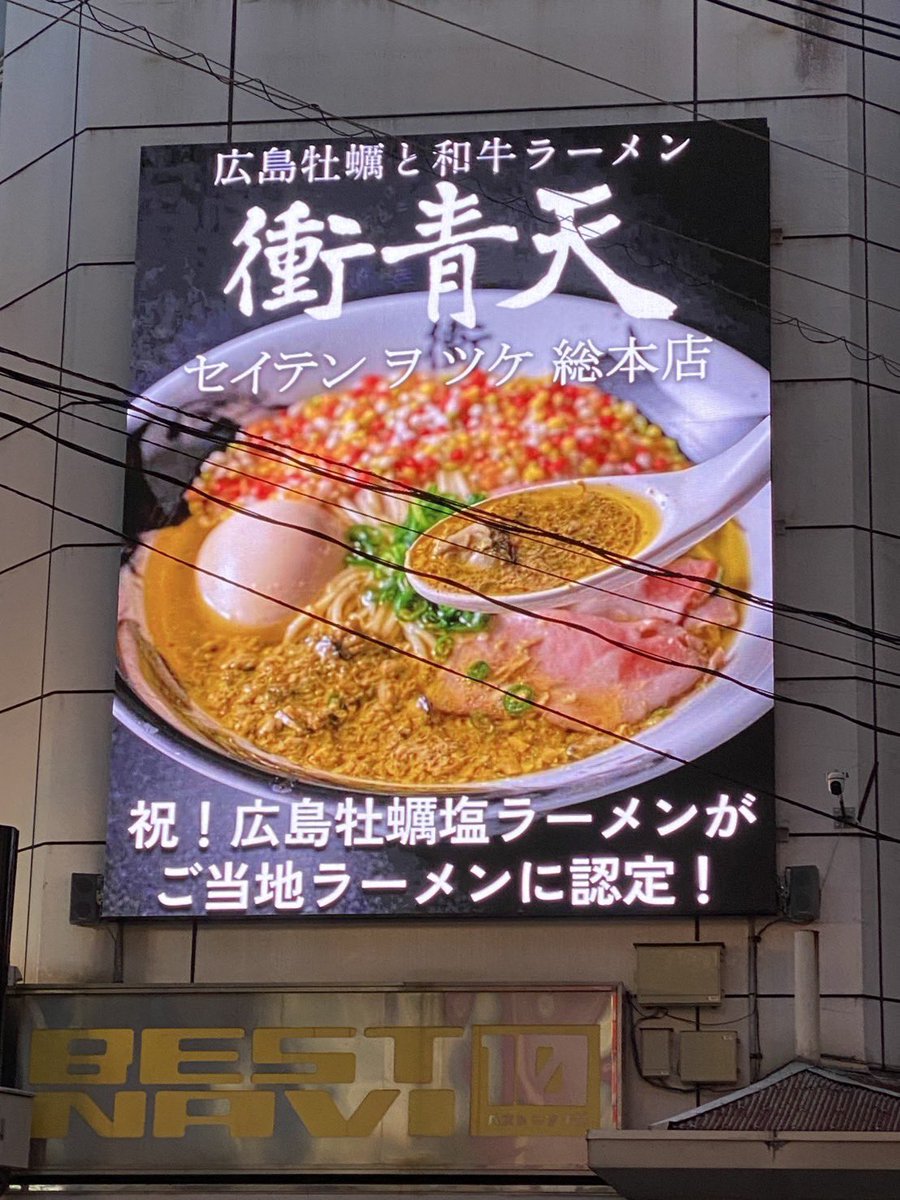 広島牡蠣と和牛ラーメン
衝青天
セイテン ヲ ツケ 総本店
祝！広島牡蠣塩ラーメンが
ご当地ラーメンに認定！
BEST
NAVI